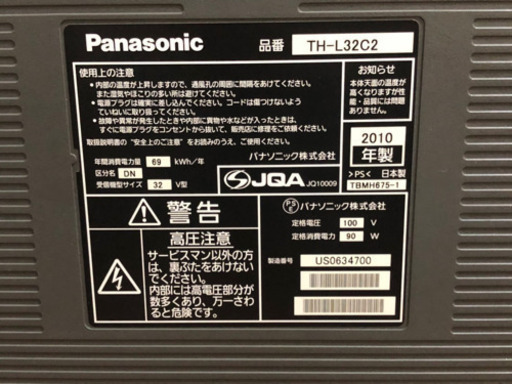 Panasonic
品番 TH-L32C2
使用上の注意
・内部の温度が上昇しますので、通風孔の周囲に間隔をあけてください。
また湿気やほこりの多い所は避けてください。
・電源プラグは確実に差し込んでください。コードは傷つけないよう
ていねいに取り扱ってください。
・故障や異常が発生したときや内部に異物や水などが入ったときは、
すぐに電源プラグをコンセントから抜いて、販売店に修理をご依頼ください。
取扱説明書の"安全上のご注意"をお読みのうえ、ご使用ください。
お知らせ
本体天面の温度が
高くなりますが性
能・品質には問題
ありません。
年間消費電力量 69 kWh/年
区分名 DN
受信機型サイズ 32 V型
パナソニック株式会社
JQA JQ10009
2010
年製
>PS< 日本製
TBMH675-1
警告
高圧注意
サービスマン以外の方
は、裏ぶたをあけない
でください。
内部には高電圧部分が
数多くあり、万一さわ
ると危険です。
PSE パナソニック株式会社
定格電圧 100 V
定格消費電力 90 W
製造番号 US0634700